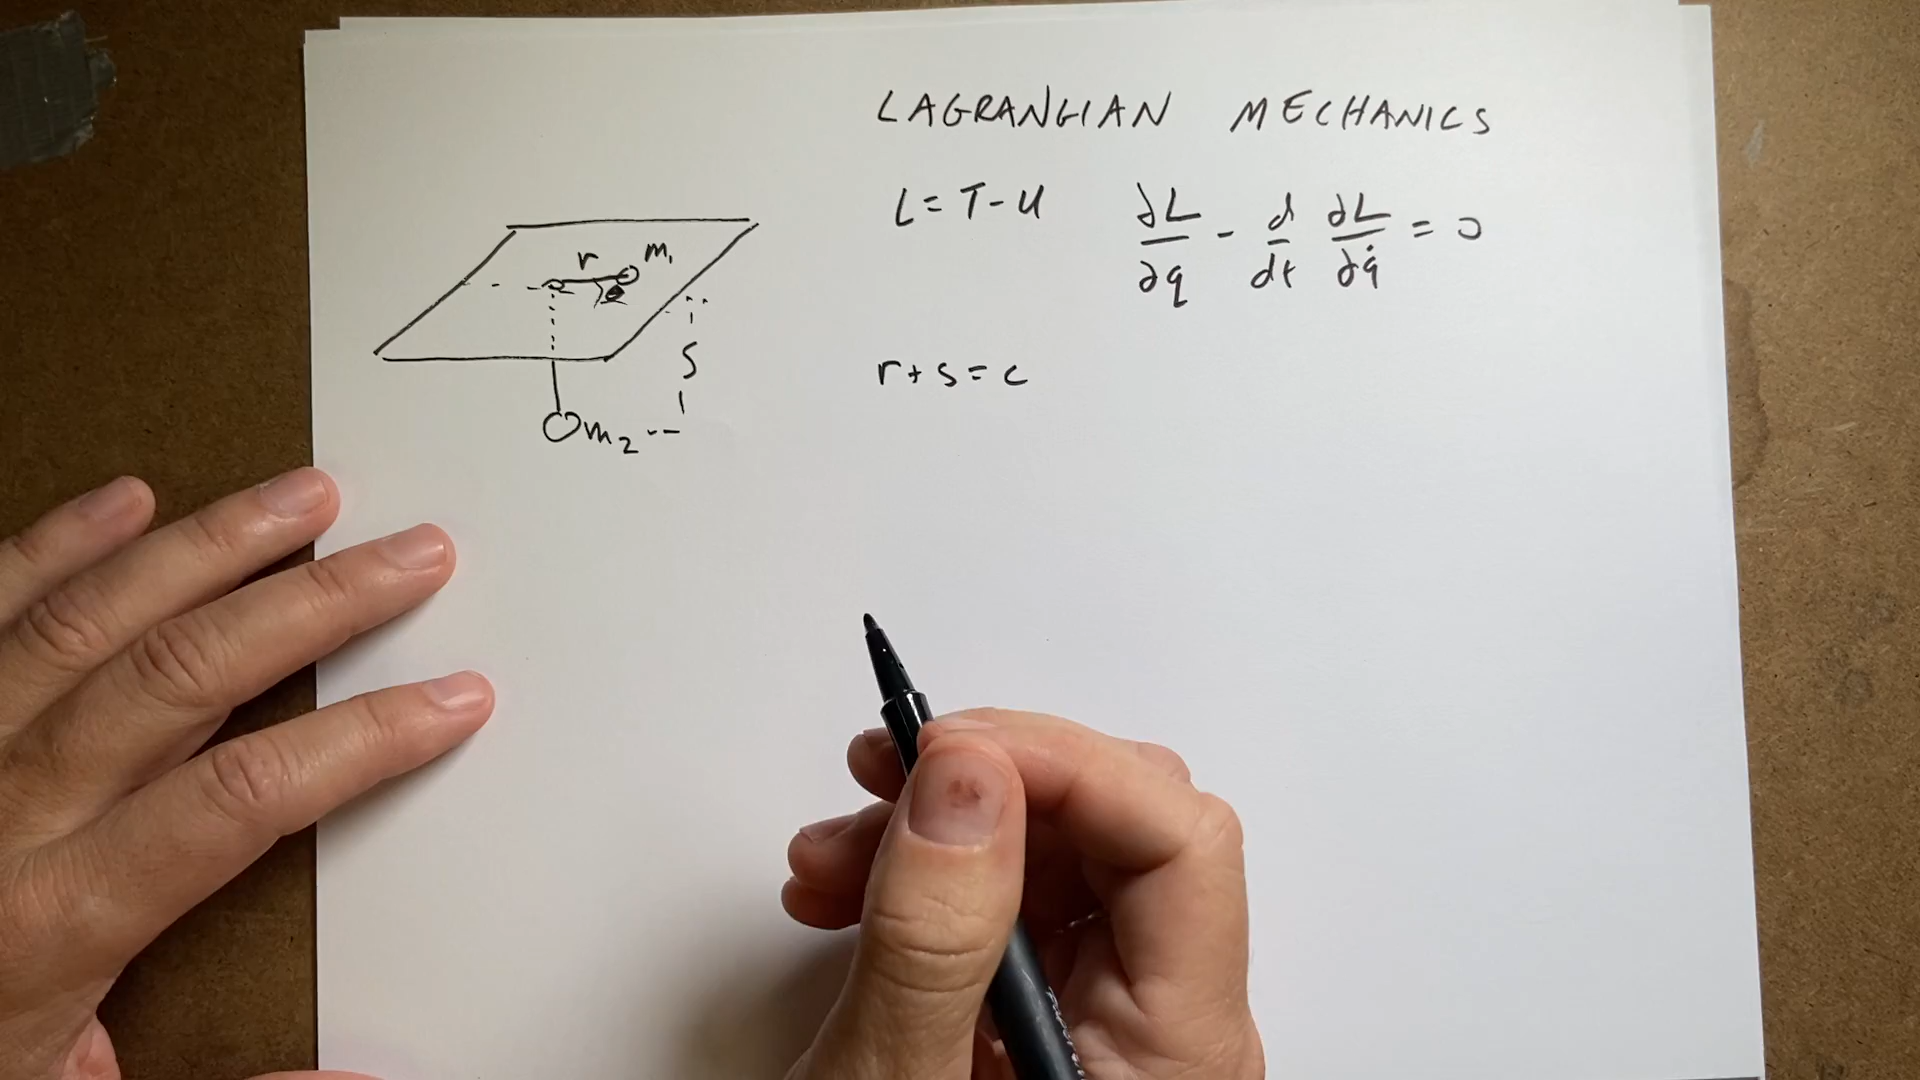 LAGRANGIAN MECHANICS
L = T - U ∂L/∂q - d/dt ∂L/∂q̇ = 0
r m₁
θ
s
r + s = c
m₂